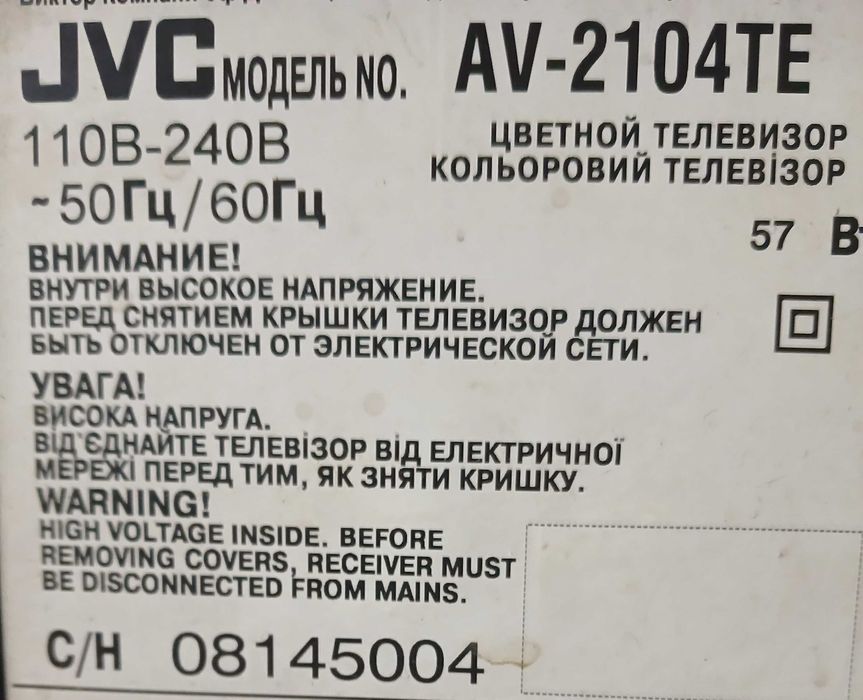 JVC МОДЕЛЬ NO. AV-2104TE
110В-240В
~50Гц/60Гц
ЦВЕТНОЙ ТЕЛЕВИЗОР
КОЛЬОРОВИЙ ТЕЛЕВІЗОР
57 Вт
ВНИМАНИЕ!
ВНУТРИ ВЫСОКОЕ НАПРЯЖЕНИЕ.
ПЕРЕД СНЯТИЕМ КРЫШКИ ТЕЛЕВИЗОР ДОЛЖЕН
БЫТЬ ОТКЛЮЧЕН ОТ ЭЛЕКТРИЧЕСКОЙ СЕТИ.
УВАГА!
ВИСОКА НАПРУГА.
ВІД'ЄДНАЙТЕ ТЕЛЕВІЗОР ВІД ЕЛЕКТРИЧНОЇ
МЕРЕЖІ ПЕРЕД ТИМ, ЯК ЗНЯТИ КРИШКУ.
WARNING!
HIGH VOLTAGE INSIDE. BEFORE
REMOVING COVERS, RECEIVER MUST
BE DISCONNECTED FROM MAINS.
С/Н 08145004